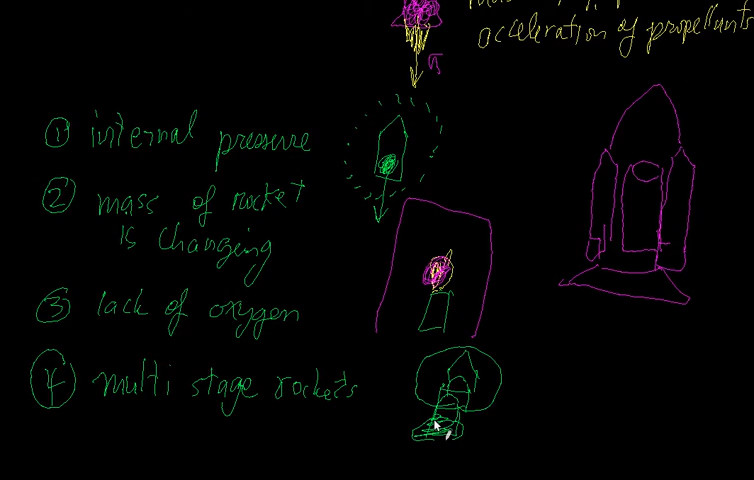 acceleration of propellants
① internal pressure
② mass of rocket
is changing
③ lack of oxygen
④ multi stage rockets